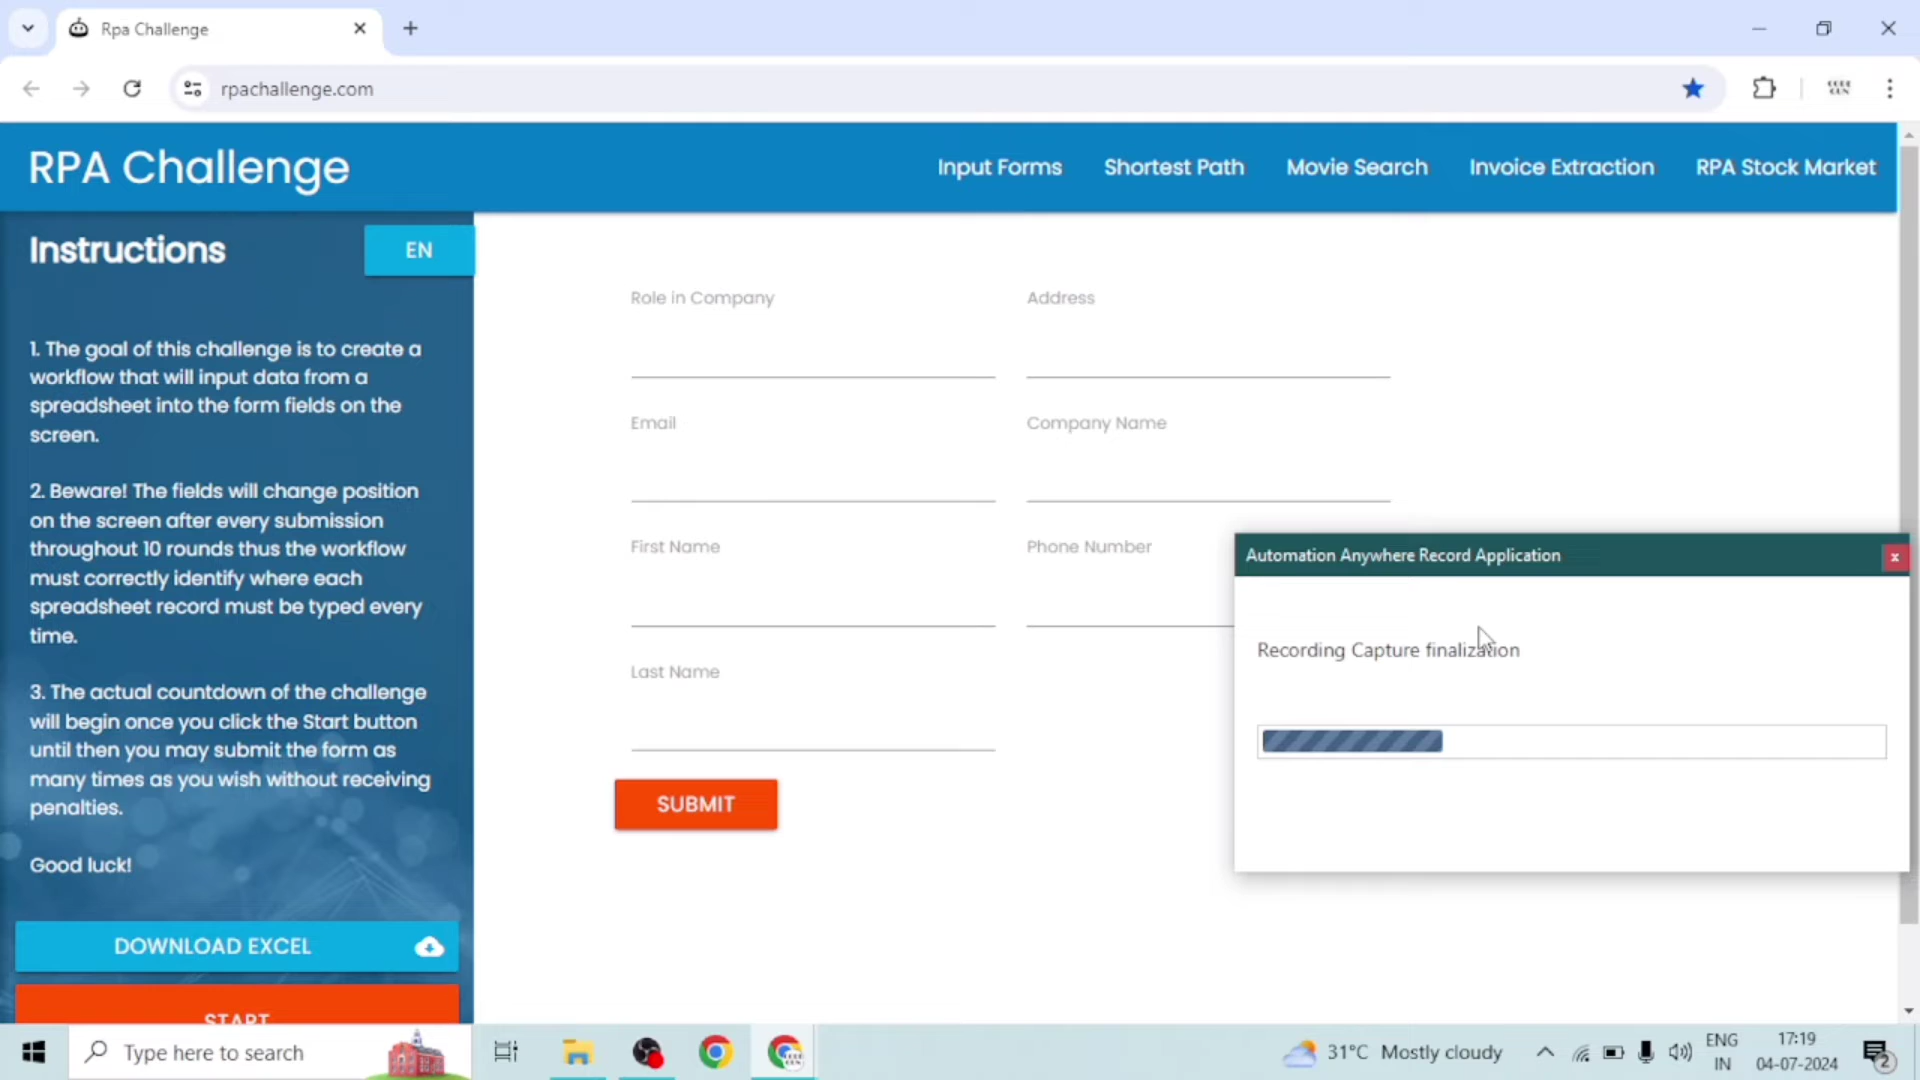 Rpa Challenge
rpachallenge.com
RPA Challenge
Input Forms
Shortest Path
Movie Search
Invoice Extraction
RPA Stock Market
Instructions
EN
1. The goal of this challenge is to create a
workflow that will input data from a
spreadsheet into the form fields on the
screen.
2. Beware! The fields will change position
on the screen after every submission
throughout 10 rounds thus the workflow
must correctly identify where each
spreadsheet record must be typed every
time.
3. The actual countdown of the challenge
will begin once you click the Start button
until then you may submit the form as
many times as you wish without receiving
penalties.
Good luck!
DOWNLOAD EXCEL
START
Role in Company
Address
Email
Company Name
First Name
Phone Number
Last Name
SUBMIT
Automation Anywhere Record Application
x
Recording Capture finalization
Type here to search
31°C Mostly cloudy
ENG
IN
17:19
04-07-2024
2